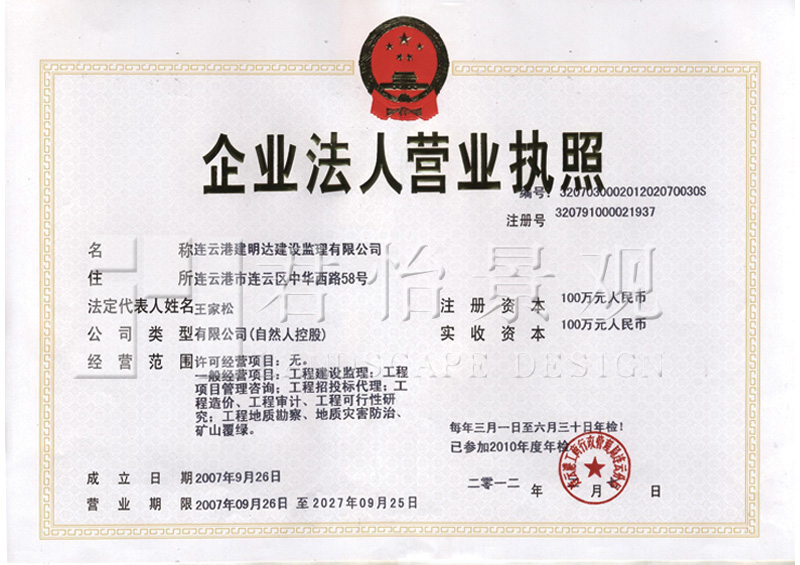 企业法人营业执照
编号: 320703000201202070030S
注册号 320791000021937
名 称 连云港建明达建设监理有限公司
住 所 连云港市连云区中华西路58号
法定代表人姓名 王家松
注 册 资 本 100万元人民币
公 司 类 型 有限公司(自然人控股)
实 收 资 本 100万元人民币
经 营 范 围 许可经营项目: 无。
一般经营项目: 工程建设监理; 工程
项目管理咨询; 工程招投标代理; 工
程造价、工程审计、工程可行性研
究; 工程地质勘察、地质灾害防治、
矿山覆绿。
每年三月一日至六月三十日年检!
已参加2010年度年检
成 立 日 期 2007年9月26日
二零一二 年 月 日
营 业 期 限 2007年09月26日 至 2027年09月25日
君怡景观
LANDSCAPE DESIGN